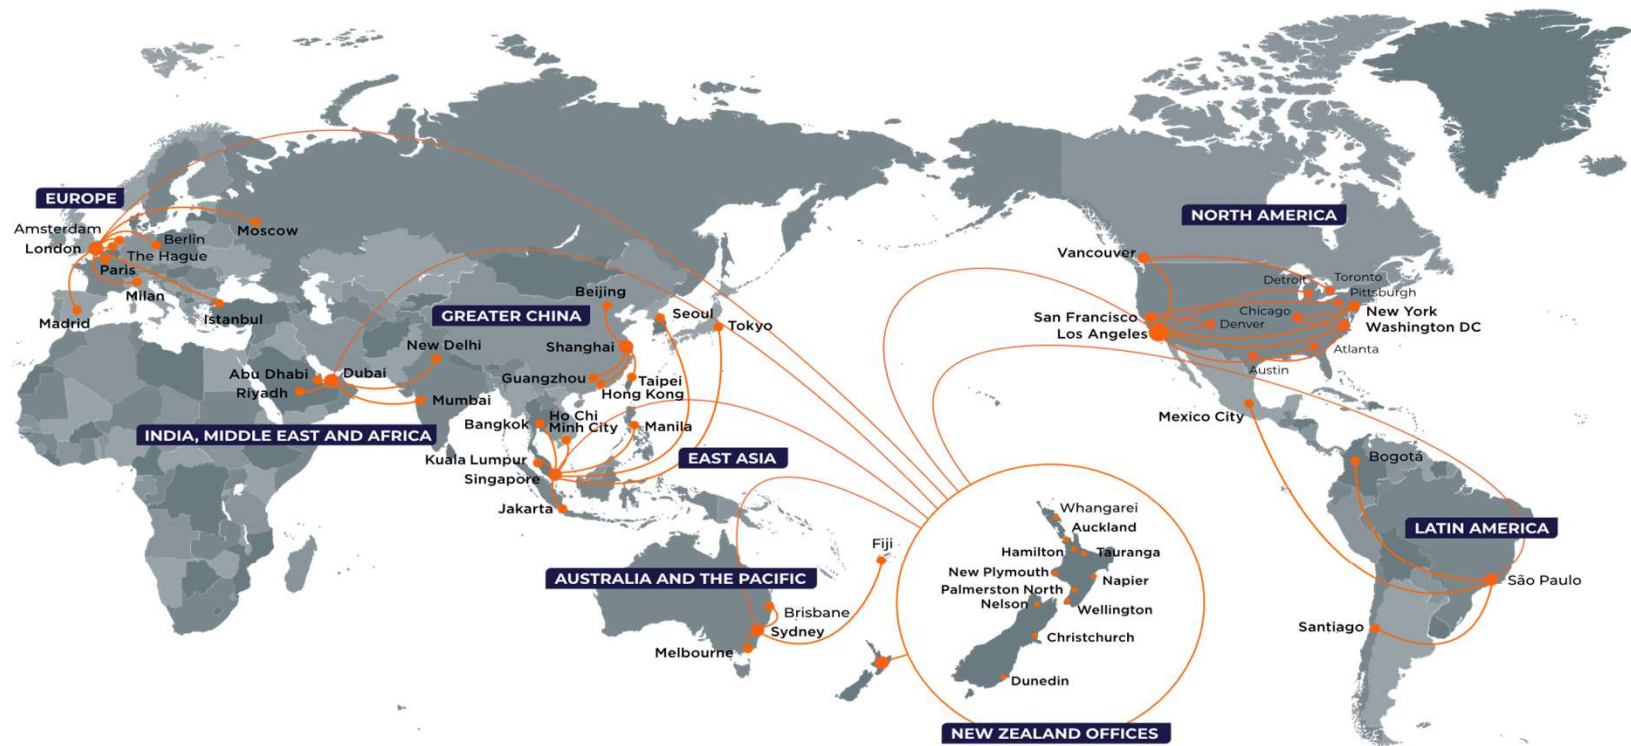 EUROPE
Amsterdam
London
Berlin
The Hague
Paris
Milan
Madrid
Istanbul
Moscow
GREATER CHINA
Beijing
Seoul
Tokyo
Shanghai
Guangzhou
Taipei
Hong Kong
New Delhi
Abu Dhabi
Dubai
Riyadh
Mumbai
INDIA, MIDDLE EAST AND AFRICA
Bangkok
Ho Chi
Minh City
Manila
Kuala Lumpur
Singapore
EAST ASIA
Jakarta
AUSTRALIA AND THE PACIFIC
Fiji
Brisbane
Sydney
Melbourne
Whangarei
Auckland
Hamilton
Tauranga
New Plymouth
Napier
Palmerston North
Nelson
Wellington
Christchurch
Dunedin
NEW ZEALAND OFFICES
NORTH AMERICA
Vancouver
Detroit
Toronto
Pittsburgh
San Francisco
Chicago
New York
Los Angeles
Denver
Washington DC
Atlanta
Austin
Mexico City
Bogotá
LATIN AMERICA
São Paulo
Santiago